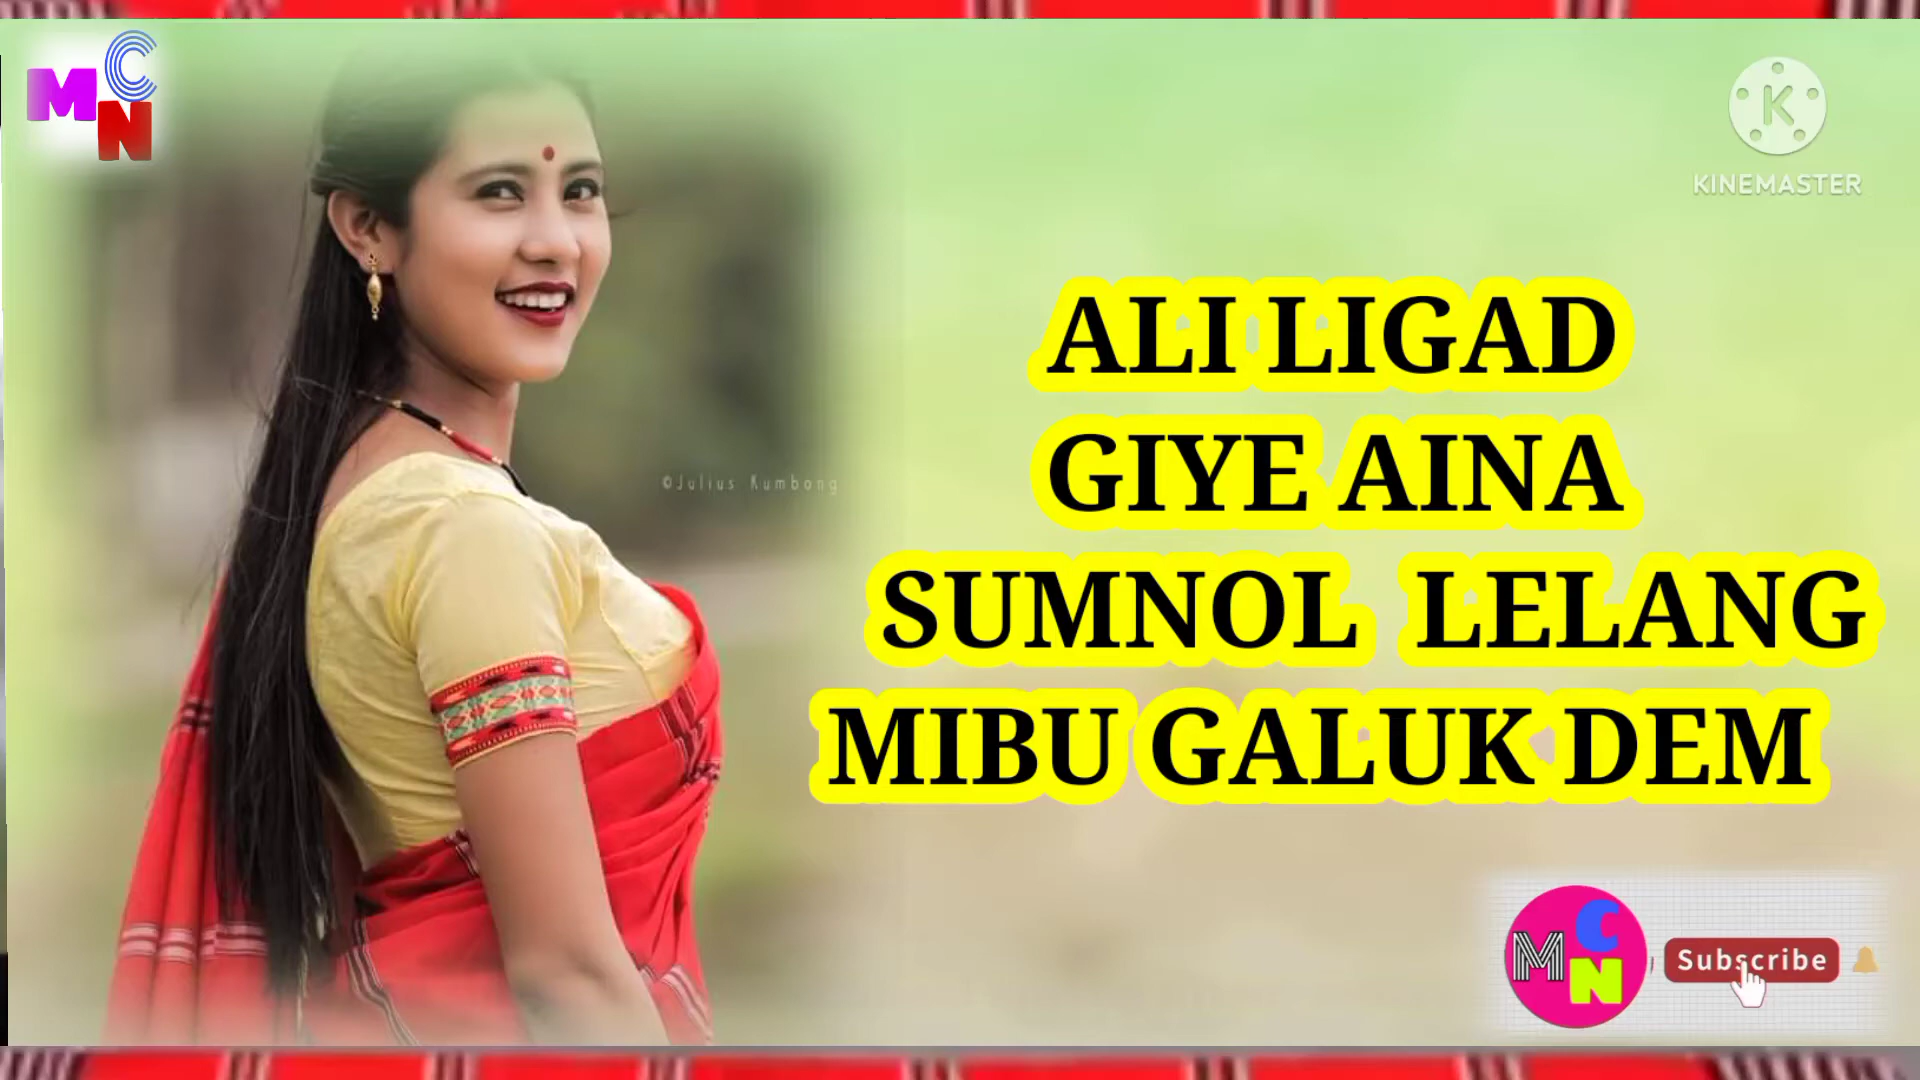 MCN
KINEMASTER
ALI LIGAD
GIYE AINA
©Julius Kumbong
SUMNOL LELANG
MIBU GALUK DEM
MCN
Subscribe